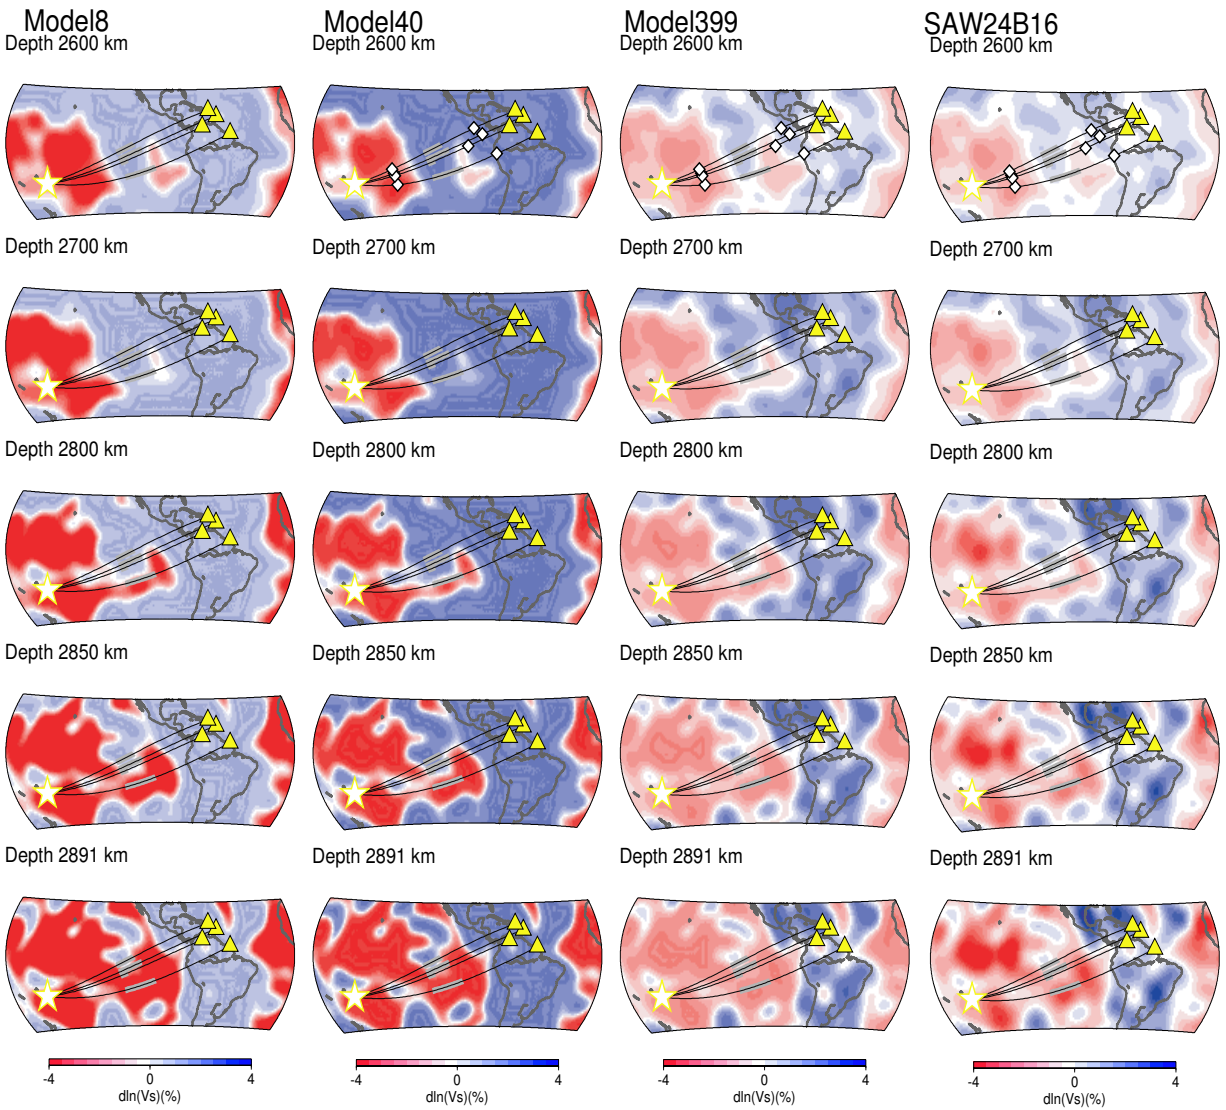 Model8 Model40 Model399 SAW24B16
Depth 2600 km Depth 2600 km Depth 2600 km Depth 2600 km
Depth 2700 km Depth 2700 km Depth 2700 km Depth 2700 km
Depth 2800 km Depth 2800 km Depth 2800 km Depth 2800 km
Depth 2850 km Depth 2850 km Depth 2850 km Depth 2850 km
Depth 2891 km Depth 2891 km Depth 2891 km Depth 2891 km
-4 0 4 -4 0 4 -4 0 4 -4 0 4
dln(Vs)(%) dln(Vs)(%) dln(Vs)(%) dln(Vs)(%)